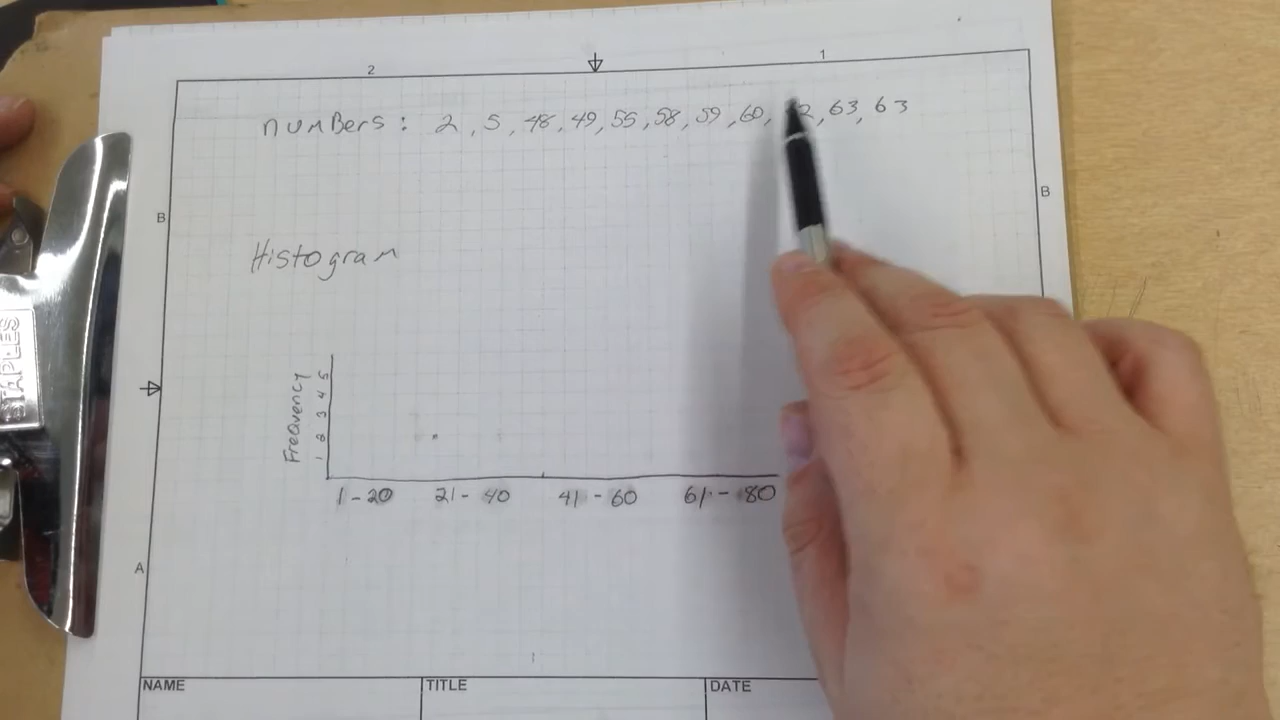 2 1
numbers: 2, 5, 48, 49, 55, 58, 59, 60, 63, 63
B B
Histogram
STAPLES
Frequency
5
4
3
2
1
1-20 21-40 41-60 61-80
A
NAME TITLE DATE